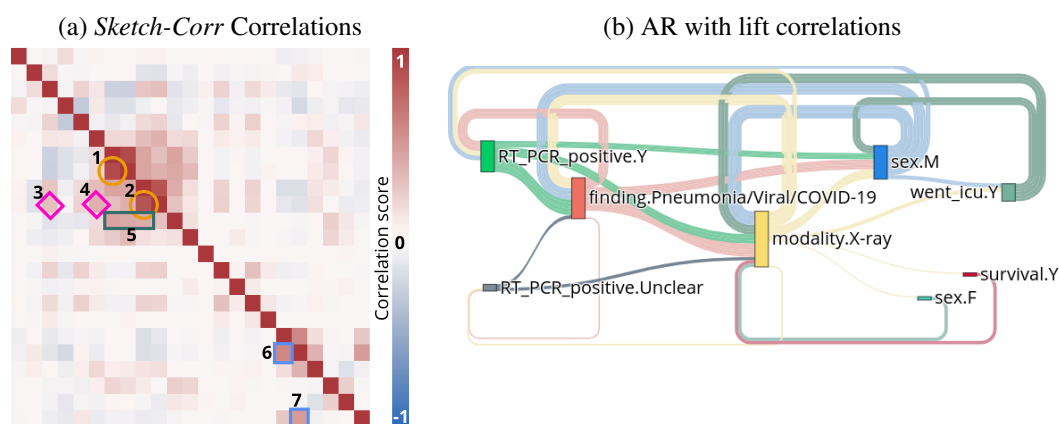 (a) Sketch-Corr Correlations
1
2
3
4
5
6
7
1
0
-1
Correlation score
(b) AR with lift correlations
RT_PCR_positive.Y
sex.M
finding.Pneumonia/Viral/COVID-19
went_icu.Y
modality.X-ray
survival.Y
RT_PCR_positive.Unclear
sex.F